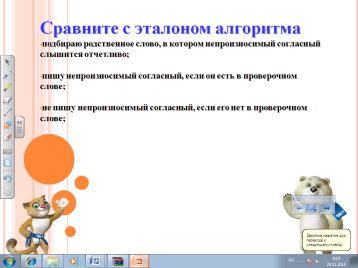 Сравните с эталоном алгоритма
-подбираю родственное слово, в котором непроизносимый согласный
слышится отчетливо;
-пишу непроизносимый согласный, если он есть в проверочном
слове;
-не пишу непроизносимый согласный, если его нет в проверочном
слове;
Двойное нажатие для
перехода к
следующему слайду
RU